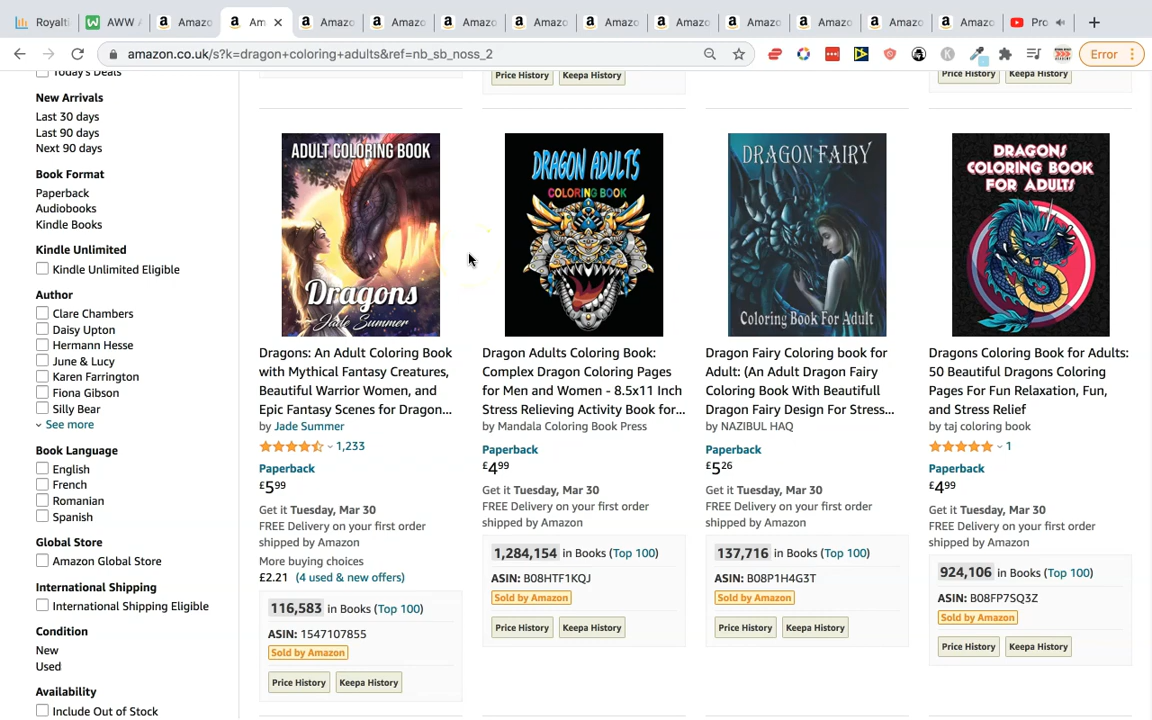 Royalti
AWW
Amazo
Am
Amazo
Amazo
Amazo
Amazo
Amazo
Amazo
Amazo
Amazo
Amazo
Amazo
Pro
amazon.co.uk/s?k=dragon+coloring+adults&ref=nb_sb_noss_2
Error
Today's Deals
New Arrivals
Last 30 days
Last 90 days
Next 90 days
Book Format
Paperback
Audiobooks
Kindle Books
Kindle Unlimited
Kindle Unlimited Eligible
Author
Clare Chambers
Daisy Upton
Hermann Hesse
June & Lucy
Karen Farrington
Fiona Gibson
Silly Bear
See more
Book Language
English
French
Romanian
Spanish
Global Store
Amazon Global Store
International Shipping
International Shipping Eligible
Condition
New
Used
Availability
Include Out of Stock
Price History Keepa History
Price History Keepa History
ADULT COLORING BOOK
Dragons
Jade Summer
Dragons: An Adult Coloring Book
with Mythical Fantasy Creatures,
Beautiful Warrior Women, and
Epic Fantasy Scenes for Dragon...
by Jade Summer
1,233
Paperback
£5.99
Get it Tuesday, Mar 30
FREE Delivery on your first order
shipped by Amazon
More buying choices
£2.21 (4 used & new offers)
116,583 in Books (Top 100)
ASIN: 1547107855
Sold by Amazon
Price History Keepa History
DRAGON ADULTS
COLORING BOOK
Dragon Adults Coloring Book:
Complex Dragon Coloring Pages
for Men and Women - 8.5x11 Inch
Stress Relieving Activity Book for...
by Mandala Coloring Book Press
Paperback
£4.99
Get it Tuesday, Mar 30
FREE Delivery on your first order
shipped by Amazon
1,284,154 in Books (Top 100)
ASIN: B08HTF1KQJ
Sold by Amazon
Price History Keepa History
DRAGON FAIRY
Coloring Book For Adult
Dragon Fairy Coloring book for
Adult: (An Adult Dragon Fairy
Coloring Book With Beautifull
Dragon Fairy Design For Stress...
by NAZIBUL HAQ
Paperback
£5.26
Get it Tuesday, Mar 30
FREE Delivery on your first order
shipped by Amazon
137,716 in Books (Top 100)
ASIN: B08P1H4G3T
Sold by Amazon
Price History Keepa History
DRAGONS
COLORING BOOK
FOR ADULTS
Dragons Coloring Book for Adults:
50 Beautiful Dragons Coloring
Pages For Fun Relaxation, Fun,
and Stress Relief
by taj coloring book
1
Paperback
£4.99
Get it Tuesday, Mar 30
FREE Delivery on your first order
shipped by Amazon
924,106 in Books (Top 100)
ASIN: B08FP7SQ3Z
Sold by Amazon
Price History Keepa History